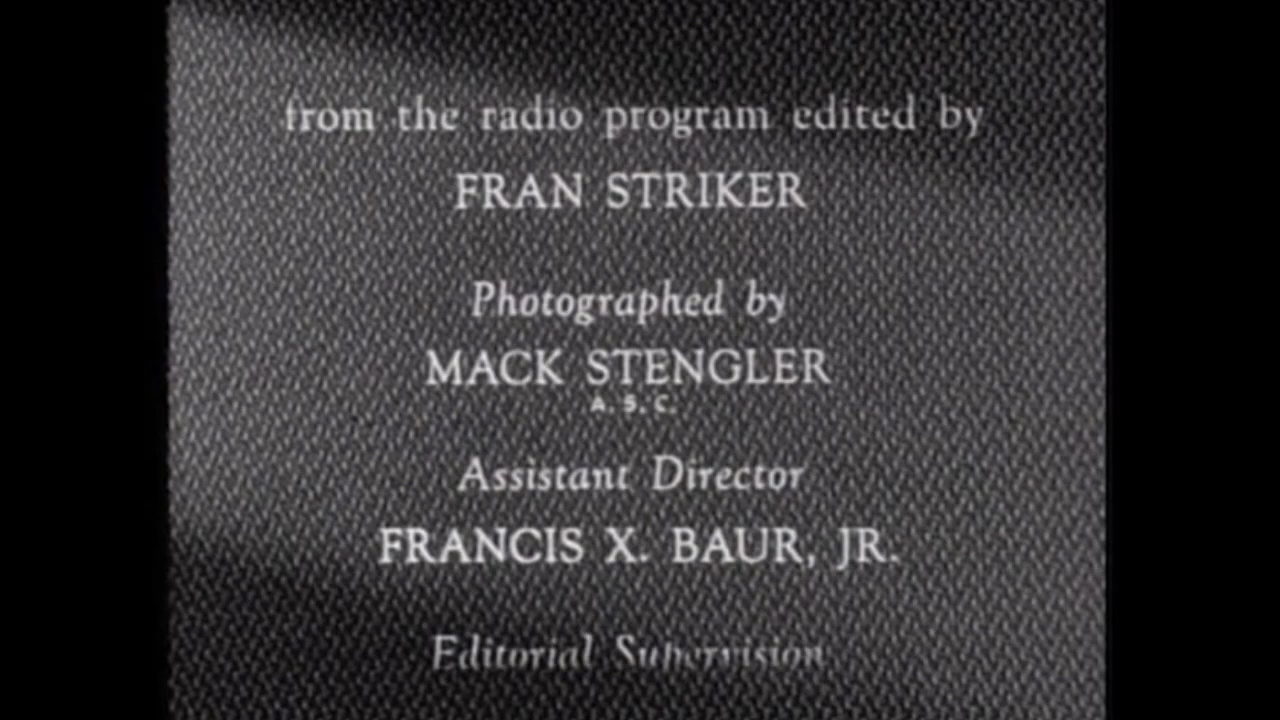 from the radio program edited by
FRAN STRIKER
Photographed by
MACK STENGLER
A. S. C.
Assistant Director
FRANCIS X. BAUR, JR.
Editorial Supervision